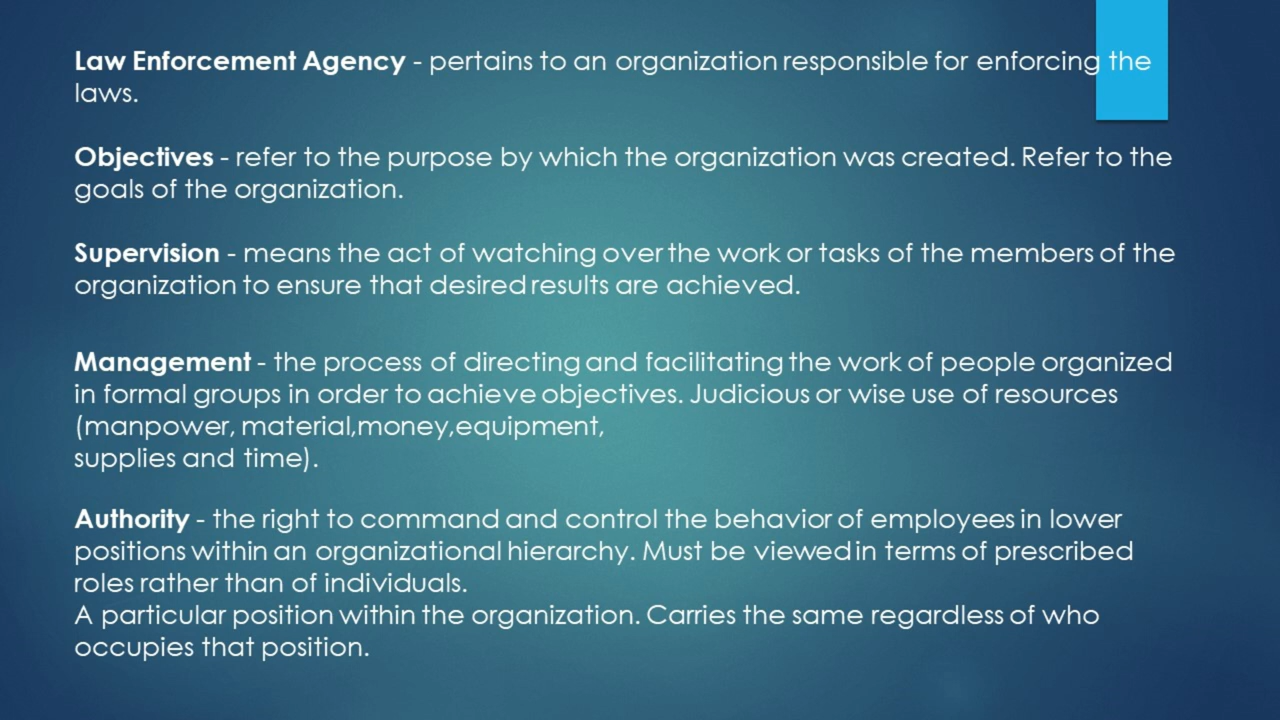 Law Enforcement Agency - pertains to an organization responsible for enforcing the
laws.
Objectives - refer to the purpose by which the organization was created. Refer to the
goals of the organization.
Supervision - means the act of watching over the work or tasks of the members of the
organization to ensure that desired results are achieved.
Management - the process of directing and facilitating the work of people organized
in formal groups in order to achieve objectives. Judicious or wise use of resources
(manpower, material,money,equipment,
supplies and time).
Authority - the right to command and control the behavior of employees in lower
positions within an organizational hierarchy. Must be viewed in terms of prescribed
roles rather than of individuals.
A particular position within the organization. Carries the same regardless of who
occupies that position.